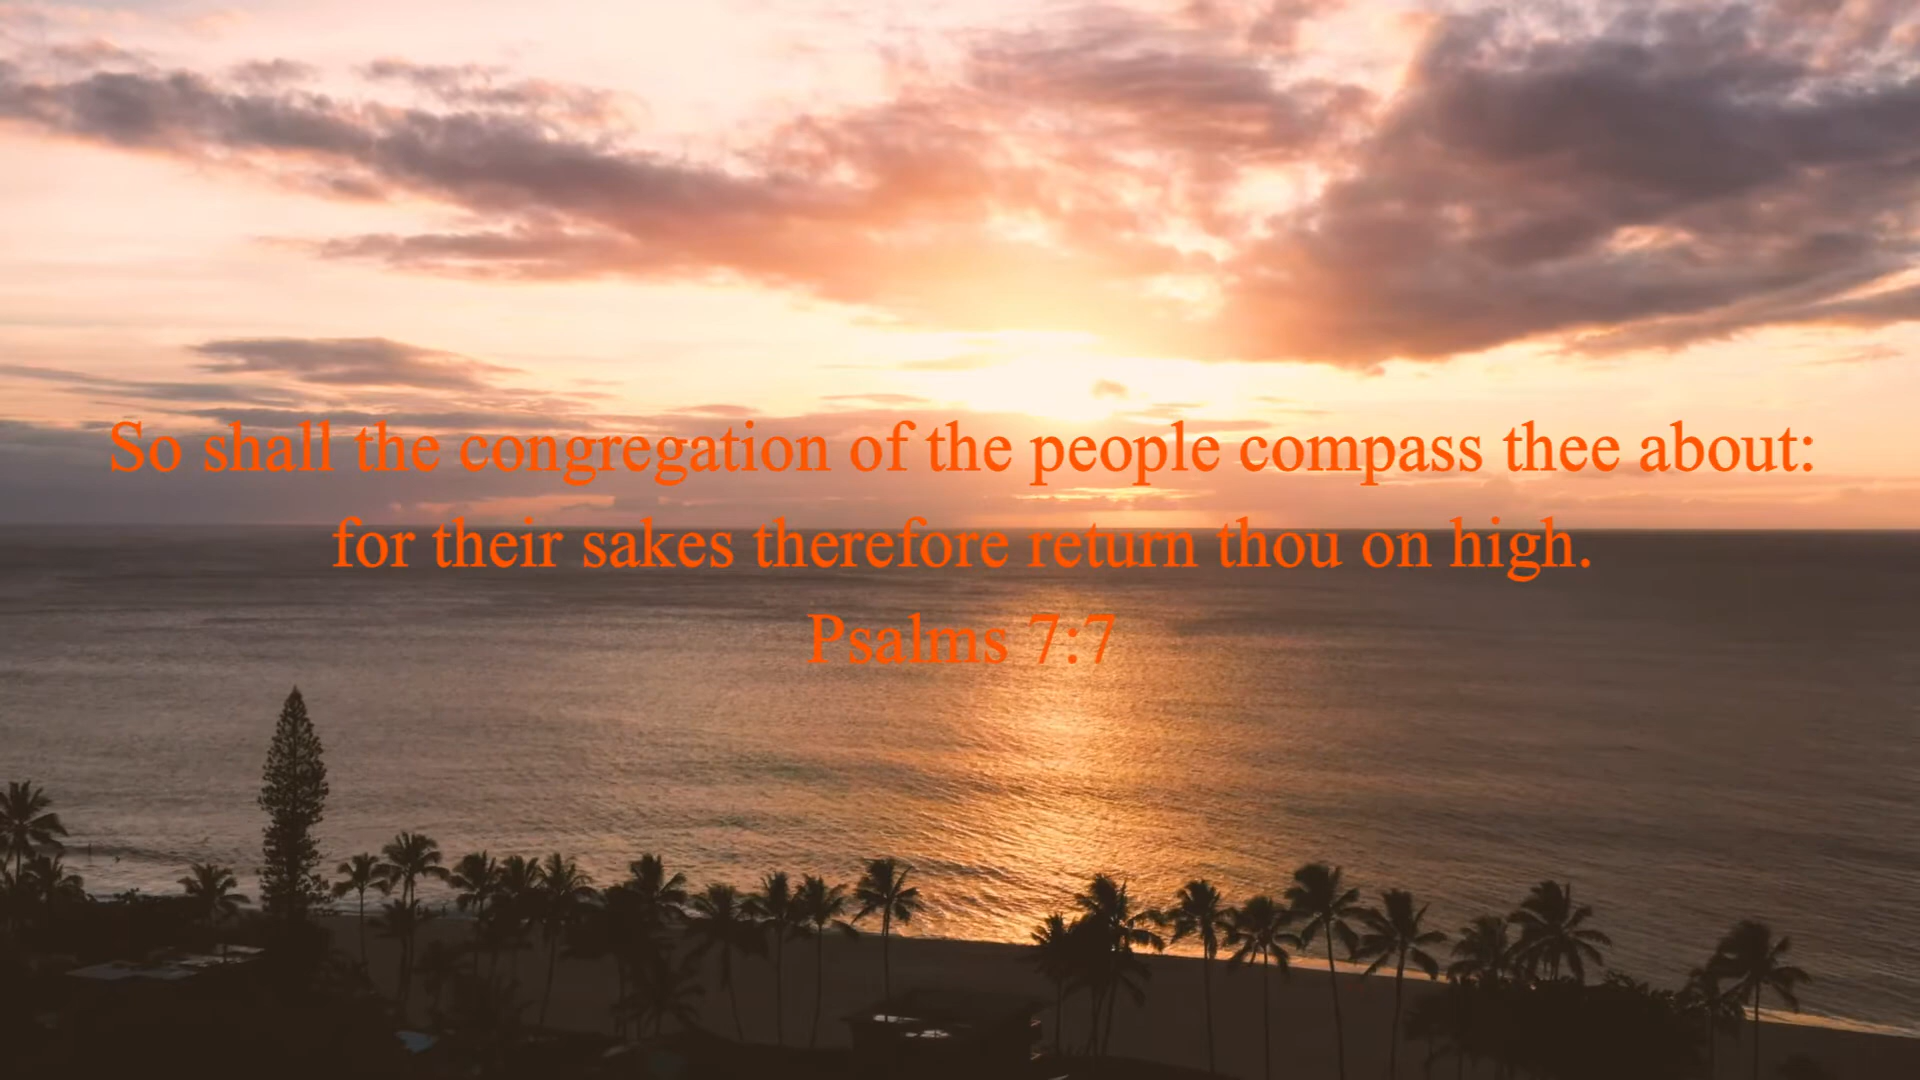 So shall the congregation of the people compass thee about:
for their sakes therefore return thou on high.
Psalms 7:7